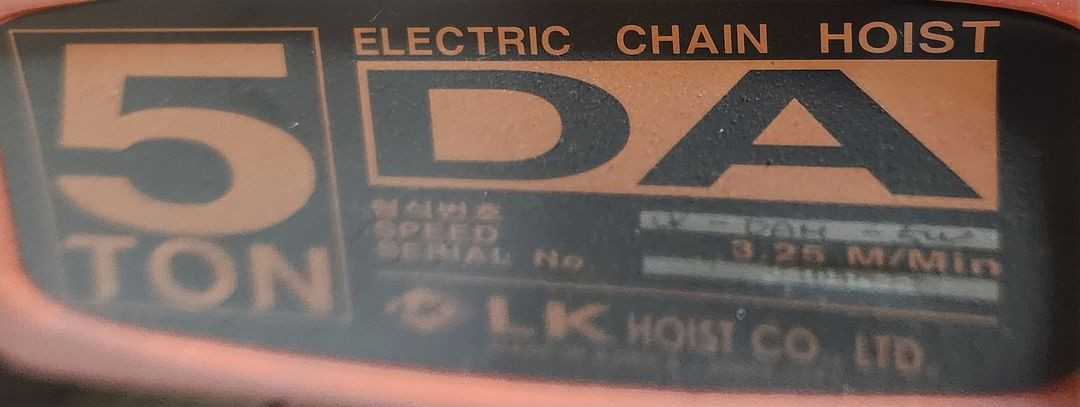 5
TON
ELECTRIC CHAIN HOIST
DA
형식번호
SPEED 3.25 M/Min
SERIAL No.
LK HOIST CO. LTD.